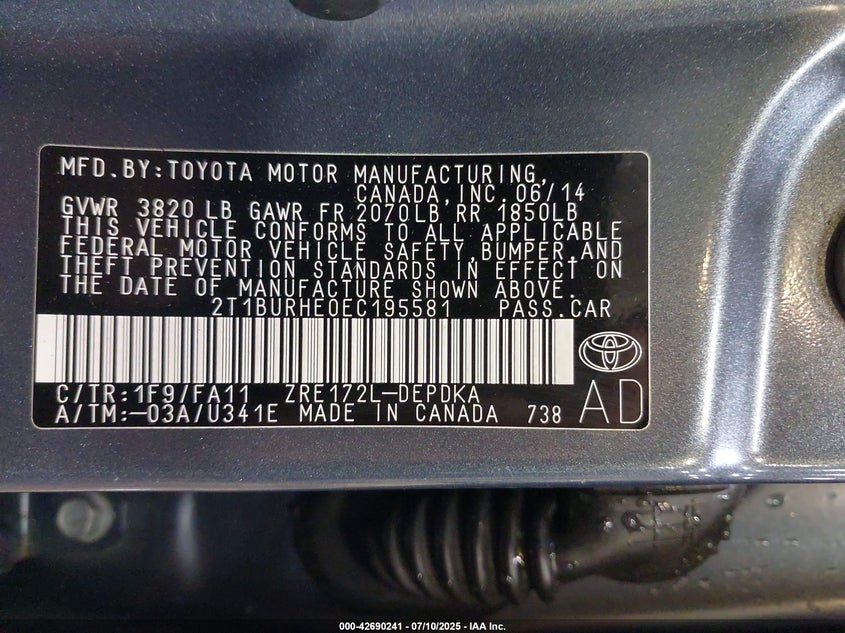 MFD.BY:TOYOTA MOTOR MANUFACTURING,
CANADA,INC. 06/14
GVWR 3820 LB GAWR FR 2070LB RR 1850LB
THIS VEHICLE CONFORMS TO ALL APPLICABLE
FEDERAL MOTOR VEHICLE SAFETY,BUMPER,AND
THEFT PREVENTION STANDARDS IN EFFECT ON
THE DATE OF MANUFACTURE SHOWN ABOVE.
2T1BURHE0EC195581 PASS.CAR
C/TR:1F9/FA11 ZRE172L-DEPDKA
A/TM:-03A/U341E MADE IN CANADA 738 AD
000-42690241 - 07/10/2025 - IAA Inc.